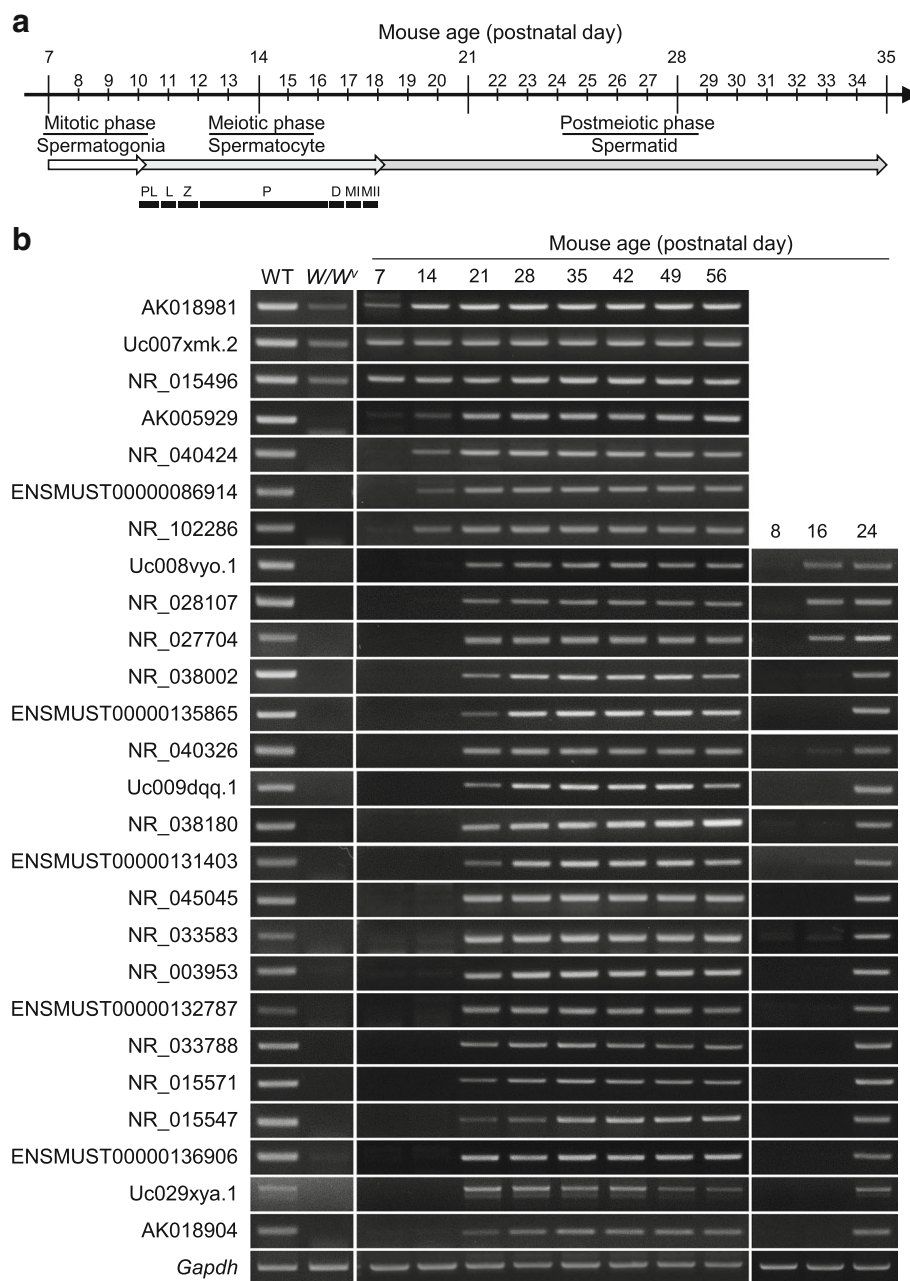 a
Mouse age (postnatal day)
7 14 21 28 35
8 9 10 11 12 13 15 16 17 18 19 20 22 23 24 25 26 27 29 30 31 32 33 34
Mitotic phase Meiotic phase Postmeiotic phase
Spermatogonia Spermatocyte Spermatid
PL L Z P D MI MII
b
Mouse age (postnatal day)
WT W/Wv 7 14 21 28 35 42 49 56
AK018981
Uc007xmk.2
NR_015496
AK005929
NR_040424
ENSMUST00000086914
NR_102286 8 16 24
Uc008vyo.1
NR_028107
NR_027704
NR_038002
ENSMUST00000135865
NR_040326
Uc009dqq.1
NR_038180
ENSMUST00000131403
NR_045045
NR_033583
NR_003953
ENSMUST00000132787
NR_033788
NR_015571
NR_015547
ENSMUST00000136906
Uc029xya.1
AK018904
Gapdh